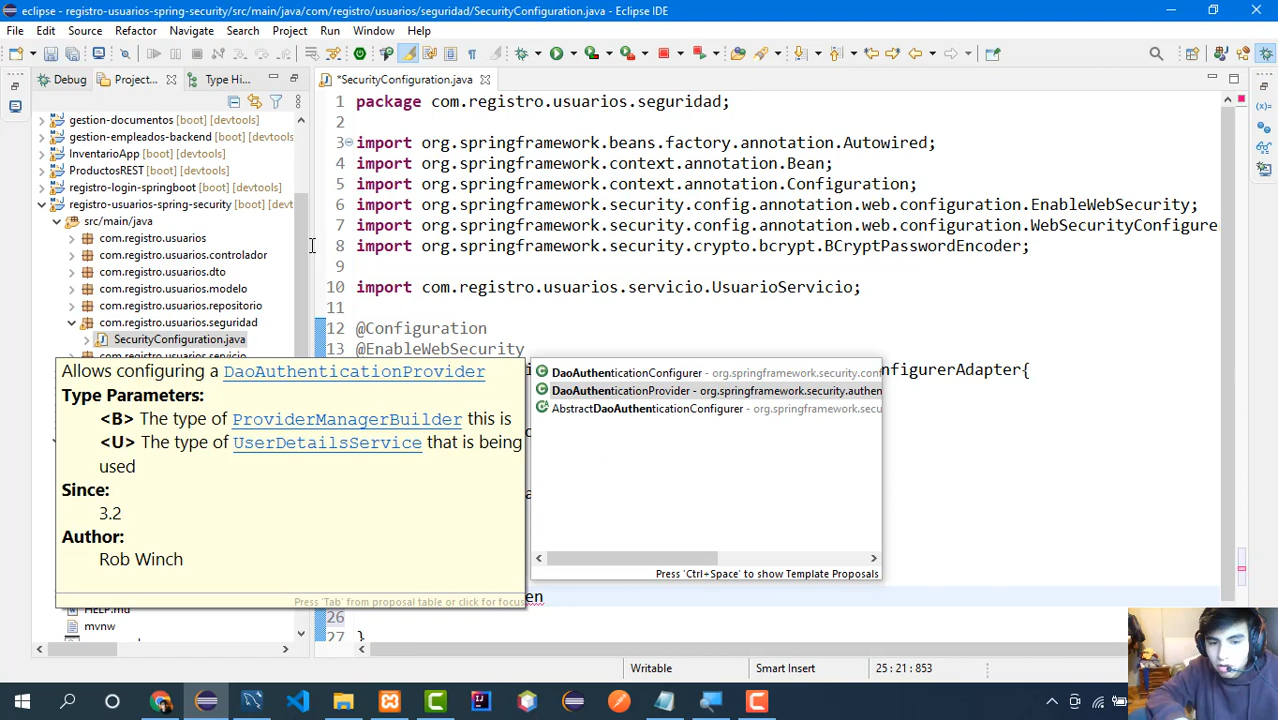 eclipse - registro-usuarios-spring-security/src/main/java/com/registro/usuarios/seguridad/SecurityConfiguration.java - Eclipse IDE
File Edit Source Refactor Navigate Search Project Run Window Help
Debug
Project...
Type Hi...
*SecurityConfiguration.java
gestion-documentos [boot] [devtools]
gestion-empleados-backend [boot] [devtools]
InventarioApp [boot] [devtools]
ProductosREST [boot] [devtools]
registro-login-springboot [boot] [devtools]
registro-usuarios-spring-security [boot] [devt
src/main/java
com.registro.usuarios
com.registro.usuarios.controlador
com.registro.usuarios.dto
com.registro.usuarios.modelo
com.registro.usuarios.repositorio
com.registro.usuarios.seguridad
SecurityConfiguration.java
com.registro.usuarios.servicio
HELP.md
mvnw
1 package com.registro.usuarios.seguridad;
2
3 import org.springframework.beans.factory.annotation.Autowired;
4 import org.springframework.context.annotation.Bean;
5 import org.springframework.context.annotation.Configuration;
6 import org.springframework.security.config.annotation.web.configuration.EnableWebSecurity;
7 import org.springframework.security.config.annotation.web.configuration.WebSecurityConfigure
8 import org.springframework.security.crypto.bcrypt.BCryptPasswordEncoder;
9
10 import com.registro.usuarios.servicio.UsuarioServicio;
11
12 @Configuration
13 @EnableWebSecurity
nfigurerAdapter{
en
26
27 }
Allows configuring a DaoAuthenticationProvider
Type Parameters:
<B> The type of ProviderManagerBuilder this is
<U> The type of UserDetailsService that is being
used
Since:
3.2
Author:
Rob Winch
Press 'Tab' from proposal table or click for focus
DaoAuthenticationConfigurer - org.springframework.security.conf
DaoAuthenticationProvider - org.springframework.security.authen
AbstractDaoAuthenticationConfigurer - org.springframework.secu
Press 'Ctrl+Space' to show Template Proposals
Writable
Smart Insert
25 : 21 : 853